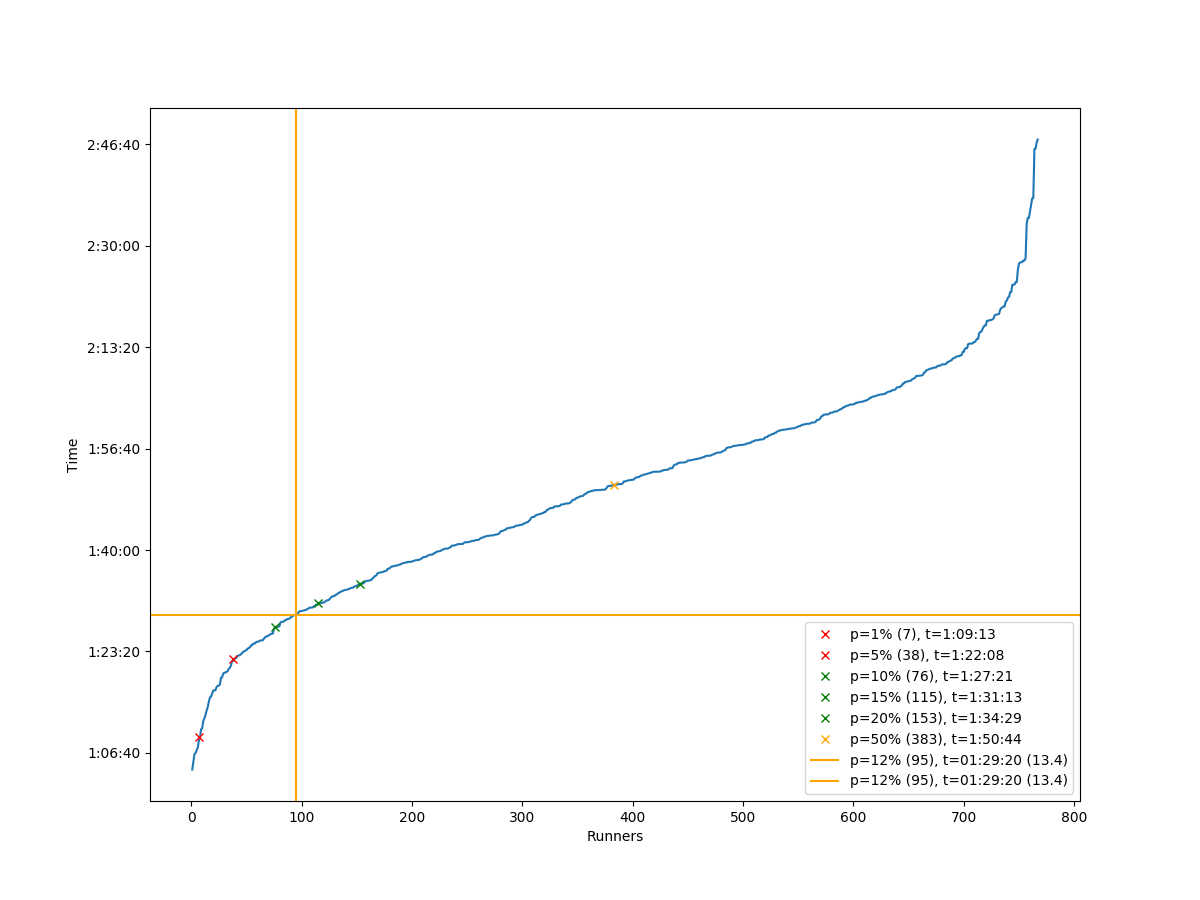 2:46:40
2:30:00
2:13:20
1:56:40
1:40:00
1:23:20
1:06:40
Time
0 100 200 300 400 500 600 700 800
Runners
p=1% (7), t=1:09:13
p=5% (38), t=1:22:08
p=10% (76), t=1:27:21
p=15% (115), t=1:31:13
p=20% (153), t=1:34:29
p=50% (383), t=1:50:44
p=12% (95), t=01:29:20 (13.4)
p=12% (95), t=01:29:20 (13.4)